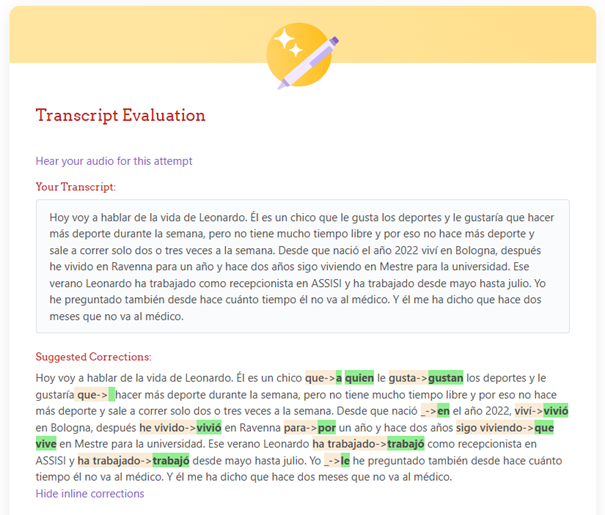 Transcript Evaluation
Hear your audio for this attempt
Your Transcript:
Hoy voy a hablar de la vida de Leonardo. Él es un chico que le gusta los deportes y le gustaría que hacer
más deporte durante la semana, pero no tiene mucho tiempo libre y por eso no hace más deporte y
sale a correr solo dos o tres veces a la semana. Desde que nació el año 2022 viví en Bologna, después
he vivido en Ravenna para un año y hace dos años sigo viviendo en Mestre para la universidad. Ese
verano Leonardo ha trabajado como recepcionista en ASSISI y ha trabajado desde mayo hasta julio. Yo
he preguntado también desde hace cuánto tiempo él no va al médico. Y él me ha dicho que hace dos
meses que no va al médico.
Suggested Corrections:
Hoy voy a hablar de la vida de Leonardo. Él es un chico que->a quien le gusta->gustan los deportes y le
gustaría que-> hacer más deporte durante la semana, pero no tiene mucho tiempo libre y por eso no hace
más deporte y sale a correr solo dos o tres veces a la semana. Desde que nació _->en el año 2022, viví->vivió
en Bologna, después he vivido->vivió en Ravenna para->por un año y hace dos años sigo viviendo->que
vive en Mestre para la universidad. Ese verano Leonardo ha trabajado->trabajó como recepcionista en
ASSISI y ha trabajado->trabajó desde mayo hasta julio. Yo _->le he preguntado también desde hace cuánto
tiempo él no va al médico. Y él me ha dicho que hace dos meses que no va al médico.
Hide inline corrections